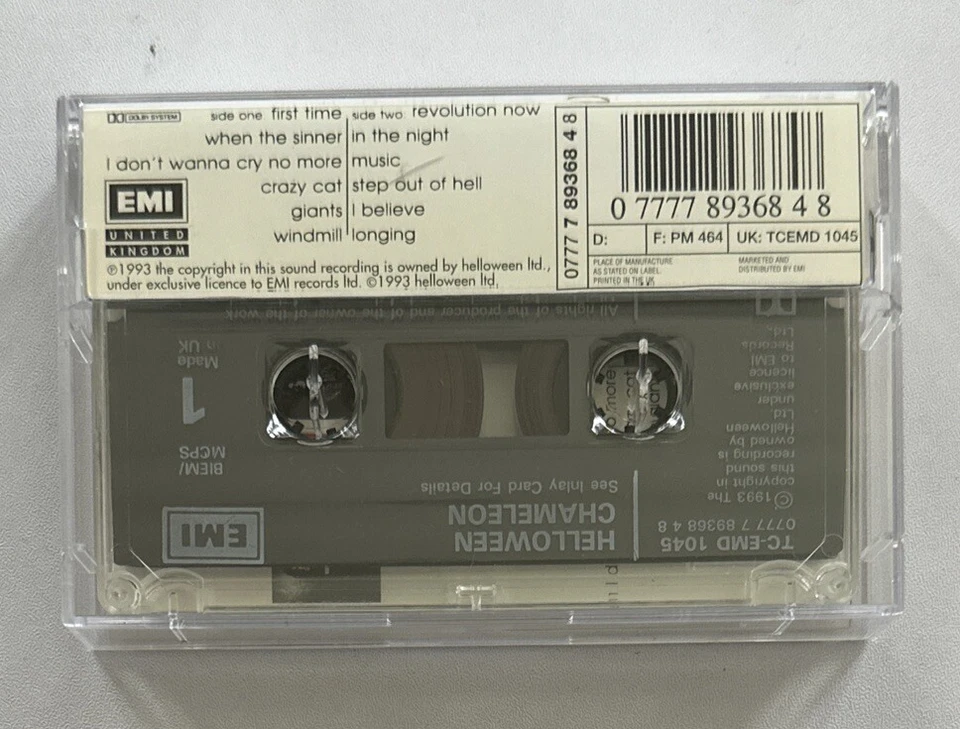 DOLBY SYSTEM
side one first time
when the sinner
I don't wanna cry no more
crazy cat
giants
windmill
side two revolution now
in the night
music
step out of hell
I believe
longing
EMI
UNITED
KINGDOM
℗1993 the copyright in this sound recording is owned by helloween ltd.,
under exclusive licence to EMI records ltd. ©1993 helloween ltd.
0777 7 89368 4 8
0 7777 89368 4 8
D:
F: PM 464
UK: TCEMD 1045
PLACE OF MANUFACTURE
AS STATED ON LABEL
PRINTED IN THE UK
MARKETED AND
DISTRIBUTED BY EMI
TC-EMD 1045
0777 7 89368 4 8
©1993 The
copyright in
this sound
recording is
owned by
Helloween
Ltd.
under
exclusive
licence
to EMI
Records
Ltd.
HELLOWEEN
CHAMELEON
See Inlay Card For Details
EMI
BIEM/
MCPS
1
Made
in UK
All rights of the producer and of the owner of the work